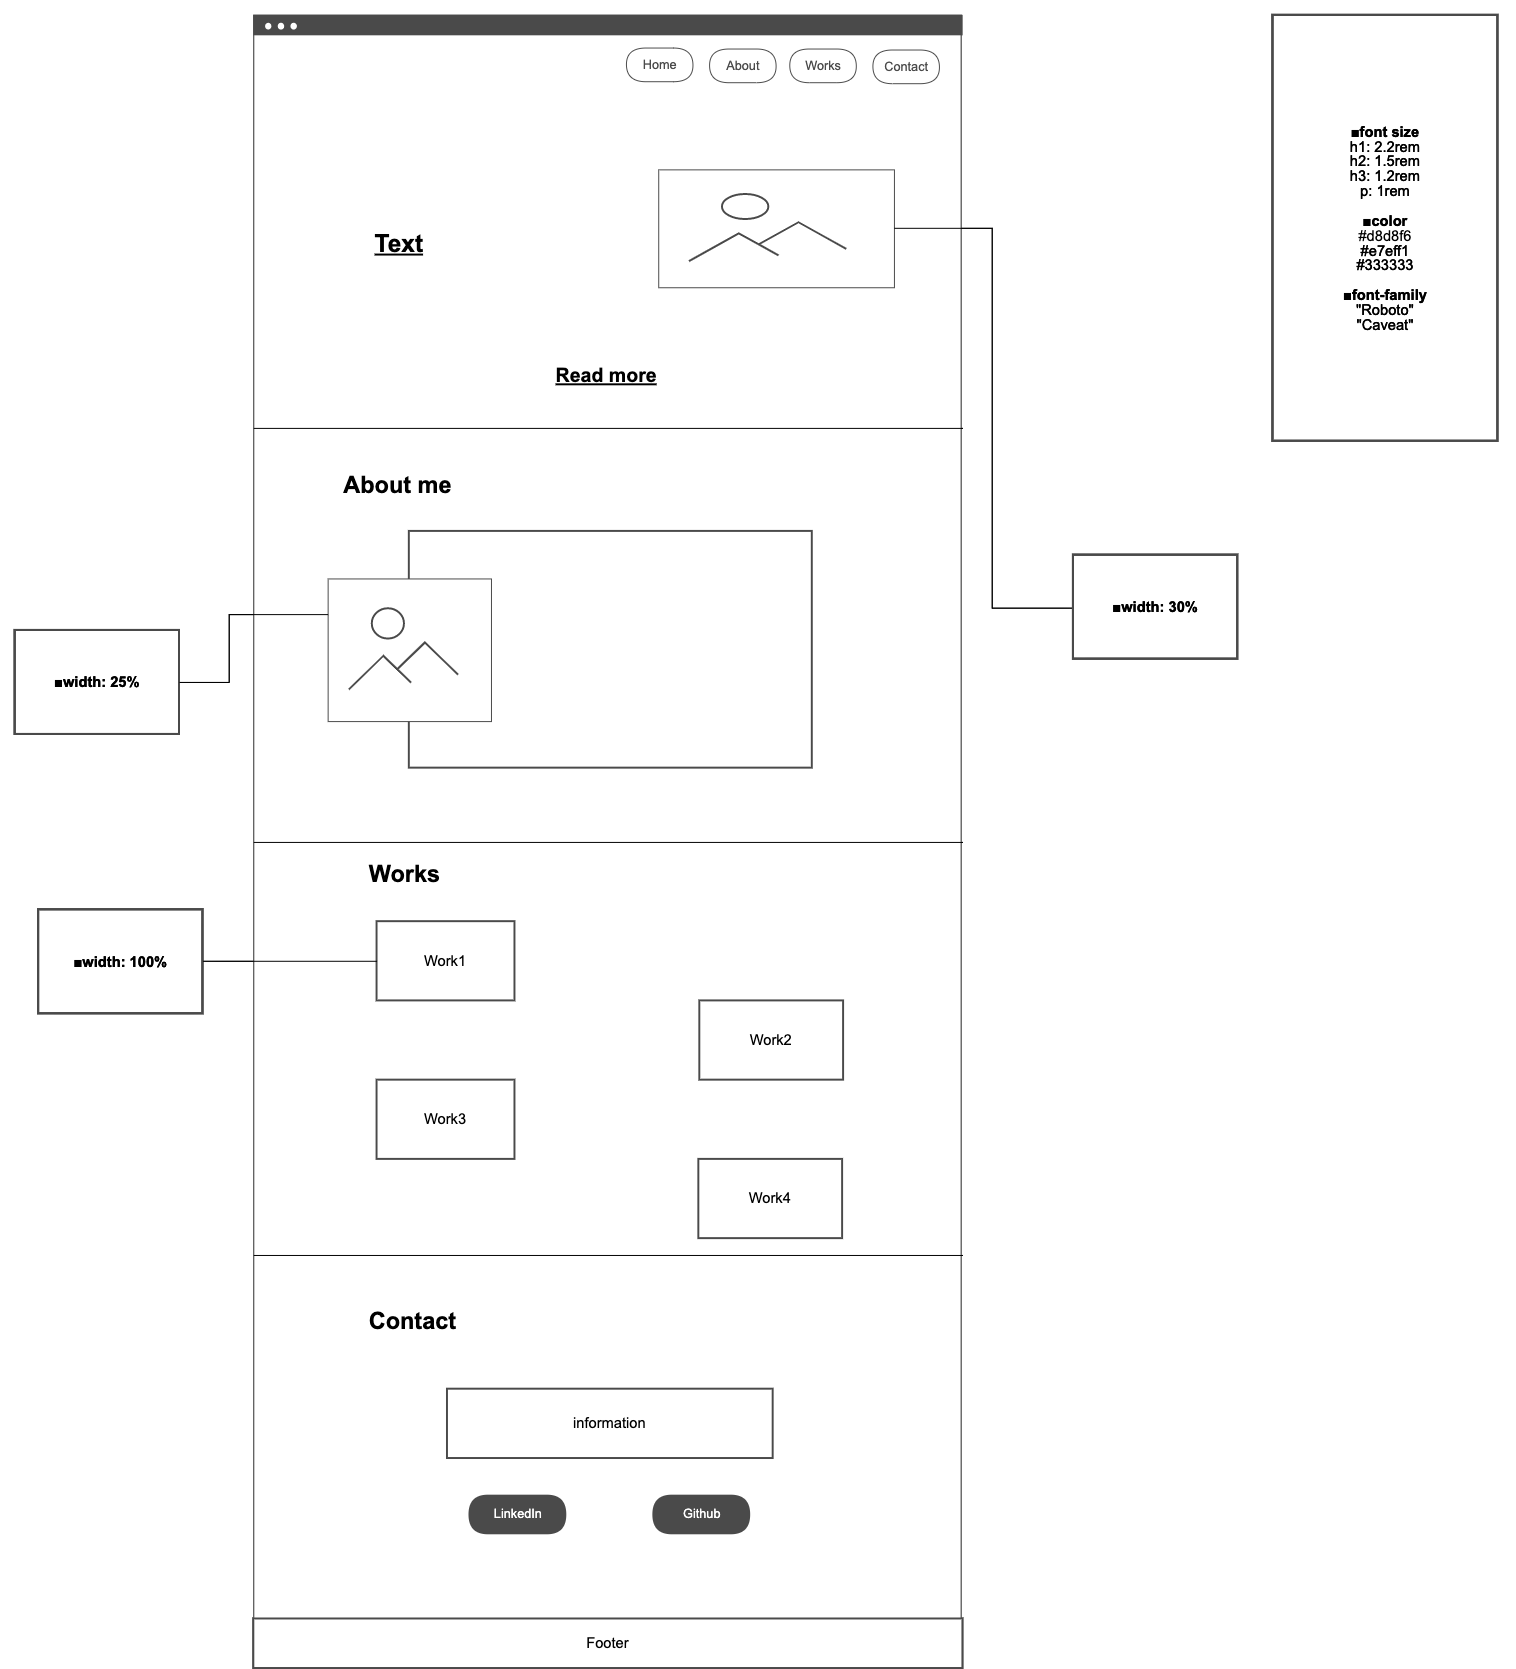 Home
About
Works
Contact
Text
Read more
■font size
h1: 2.2rem
h2: 1.5rem
h3: 1.2rem
p: 1rem
■color
#d8d8f6
#e7eff1
#333333
■font-family
"Roboto"
"Caveat"
About me
■width: 30%
■width: 25%
Works
■width: 100%
Work1
Work2
Work3
Work4
Contact
information
LinkedIn
Github
Footer